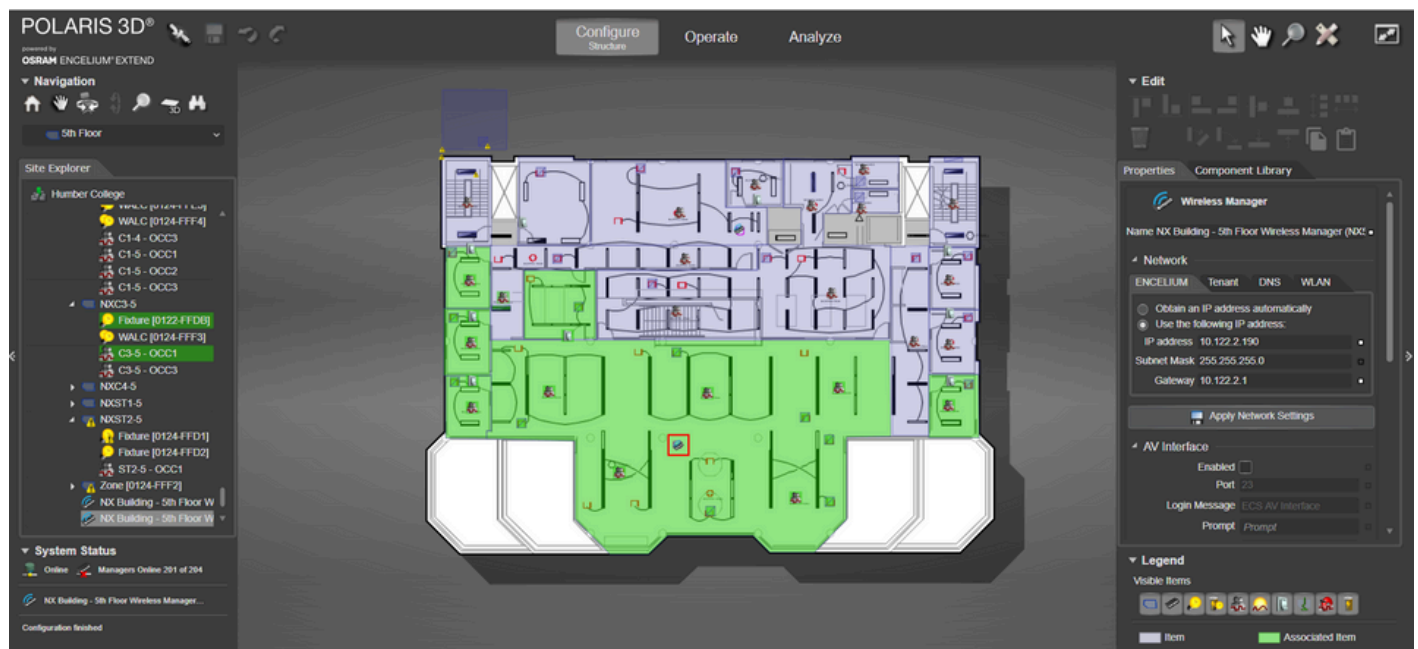 POLARIS 3D®
powered by
OSRAM ENCELIUM® EXTEND
Configure
Structure
Operate
Analyze
Navigation
5th Floor
Site Explorer
Humber College
WALC [0124-FFF4]
C1-4 - OCC3
C1-5 - OCC1
C1-5 - OCC2
C1-5 - OCC3
NXC3-5
Fixture [0122-FFDB]
WALC [0124-FFF3]
C3-5 - OCC1
C3-5 - OCC3
NXC4-5
NXST1-5
NXST2-5
Fixture [0124-FFD1]
Fixture [0124-FFD2]
ST2-5 - OCC1
Zone [0124-FFF2]
NX Building - 5th Floor W
NX Building - 5th Floor W
System Status
Online Managers Online 201 of 204
NX Building - 5th Floor Wireless Manager...
Configuration finished
Edit
Properties Component Library
Wireless Manager
Name NX Building - 5th Floor Wireless Manager (NX
Network
ENCELIUM Tenant DNS WLAN
Obtain an IP address automatically
Use the following IP address:
IP address 10.122.2.190
Subnet Mask 255.255.255.0
Gateway 10.122.2.1
Apply Network Settings
AV Interface
Enabled
Port 23
Login Message ECS AV Interface
Prompt Prompt
Legend
Visible Items
Item Associated Item